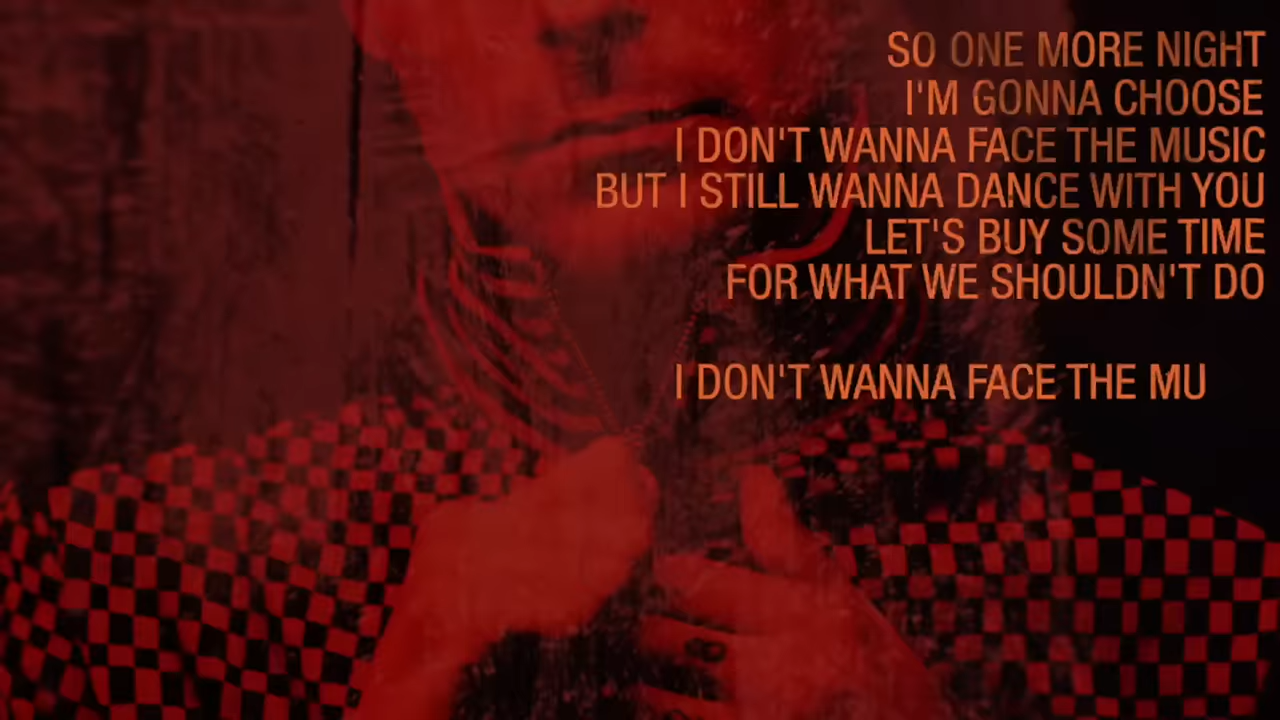 SO ONE MORE NIGHT
I'M GONNA CHOOSE
I DON'T WANNA FACE THE MUSIC
BUT I STILL WANNA DANCE WITH YOU
LET'S BUY SOME TIME
FOR WHAT WE SHOULDN'T DO
I DON'T WANNA FACE THE MU